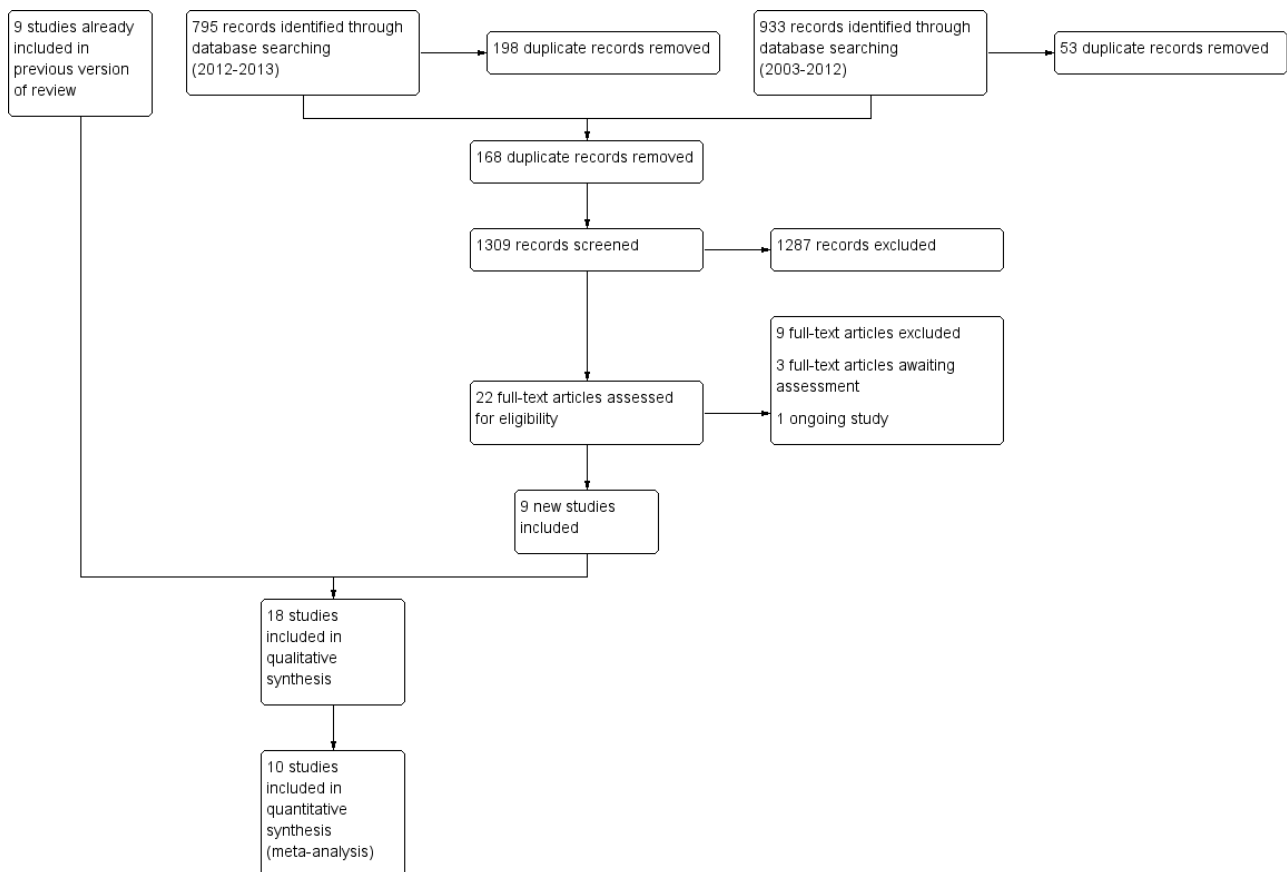 9 studies already
included in
previous version
of review
795 records identified through
database searching
(2012-2013)
198 duplicate records removed
933 records identified through
database searching
(2003-2012)
53 duplicate records removed
168 duplicate records removed
1309 records screened
1287 records excluded
22 full-text articles assessed
for eligibility
9 full-text articles excluded
3 full-text articles awaiting
assessment
1 ongoing study
9 new studies
included
18 studies
included in
qualitative
synthesis
10 studies
included in
quantitative
synthesis
(meta-analysis)